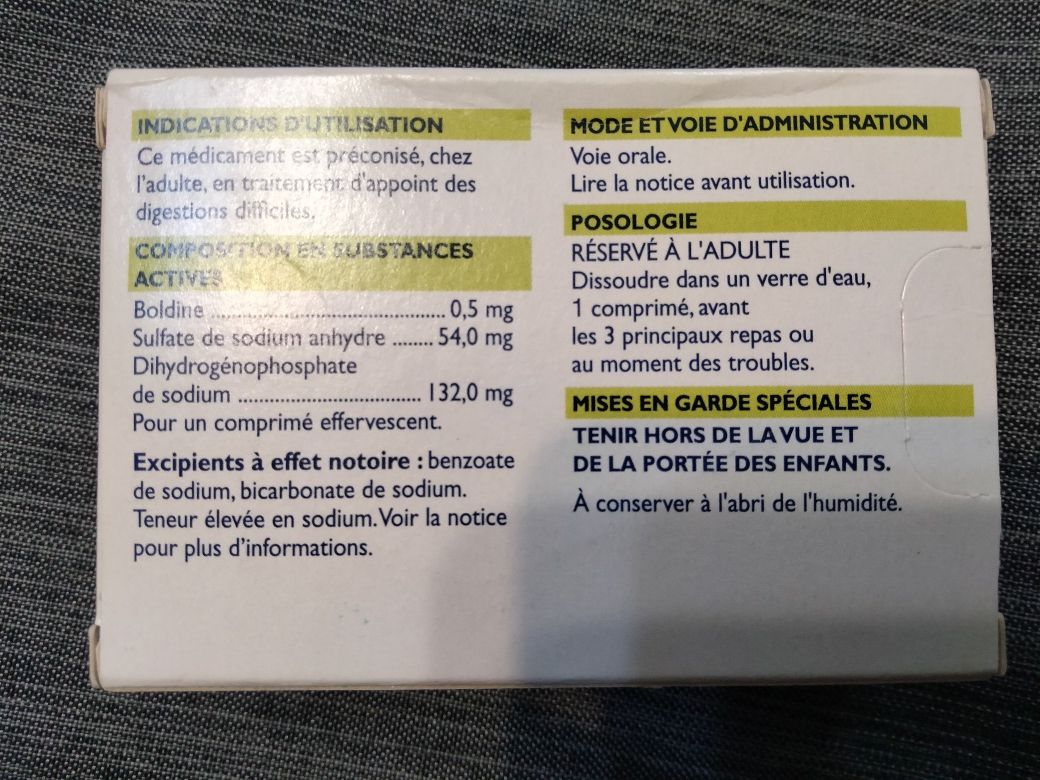 INDICATIONS D'UTILISATION
Ce médicament est préconisé, chez
l'adulte, en traitement d'appoint des
digestions difficiles.
COMPOSITION EN SUBSTANCES
ACTIVES
Boldine ........................................ 0,5 mg
Sulfate de sodium anhydre ........ 54,0 mg
Dihydrogénophosphate
de sodium .................................. 132,0 mg
Pour un comprimé effervescent.
Excipients à effet notoire : benzoate
de sodium, bicarbonate de sodium.
Teneur élevée en sodium. Voir la notice
pour plus d'informations.
MODE ET VOIE D'ADMINISTRATION
Voie orale.
Lire la notice avant utilisation.
POSOLOGIE
RÉSERVÉ À L'ADULTE
Dissoudre dans un verre d'eau,
1 comprimé, avant
les 3 principaux repas ou
au moment des troubles.
MISES EN GARDE SPÉCIALES
TENIR HORS DE LA VUE ET
DE LA PORTÉE DES ENFANTS.
À conserver à l'abri de l'humidité.